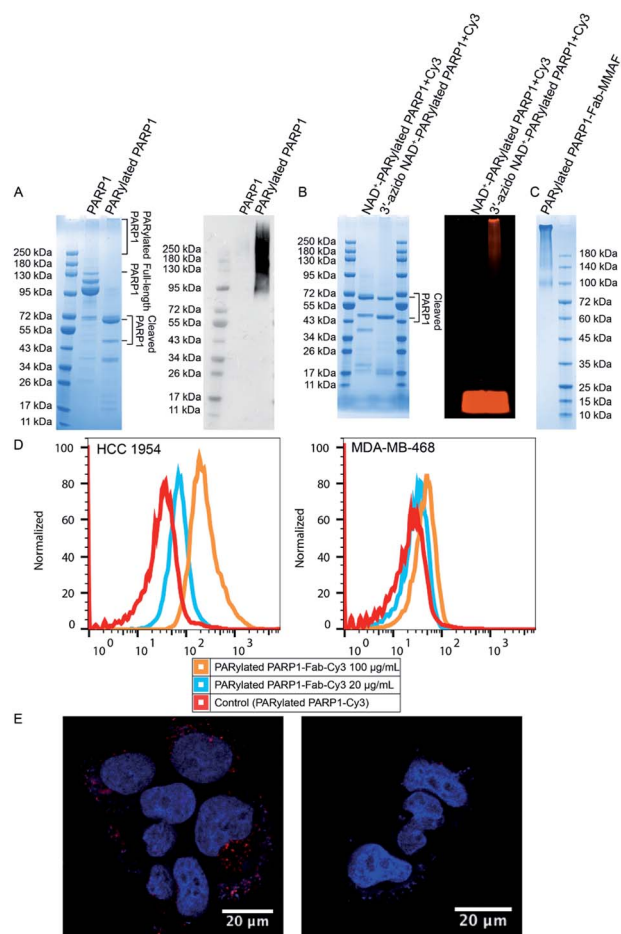 A
PARP1
PARylated PARP1
250 kDa
180 kDa
130 kDa
95 kDa
72 kDa
55 kDa
43 kDa
34 kDa
26 kDa
17 kDa
11 kDa
PARylated
PARP1
Full-length
PARP1
Cleaved
PARP1
PARP1
PARylated PARP1
250 kDa
180 kDa
130 kDa
95 kDa
72 kDa
55 kDa
43 kDa
34 kDa
26 kDa
17 kDa
11 kDa
B
NAD⁺-PARylated PARP1+Cy3
3'-azido NAD⁺-PARylated PARP1+Cy3
250 kDa
180 kDa
130 kDa
95 kDa
72 kDa
55 kDa
43 kDa
34 kDa
26 kDa
17 kDa
11 kDa
Cleaved
PARP1
NAD⁺-PARylated PARP1+Cy3
3'-azido NAD⁺-PARylated PARP1+Cy3
C
PARylated PARP1-Fab-MMAF
180 kDa
140 kDa
100 kDa
72 kDa
60 kDa
45 kDa
35 kDa
25 kDa
15 kDa
10 kDa
D
HCC 1954
Normalized
100
80
60
40
20
0
0 10¹ 10² 10³
MDA-MB-468
Normalized
100
80
60
40
20
0
0 10¹ 10² 10³
PARylated PARP1-Fab-Cy3 100 µg/mL
PARylated PARP1-Fab-Cy3 20 µg/mL
Control (PARylated PARP1-Cy3)
E
20 µm
20 µm